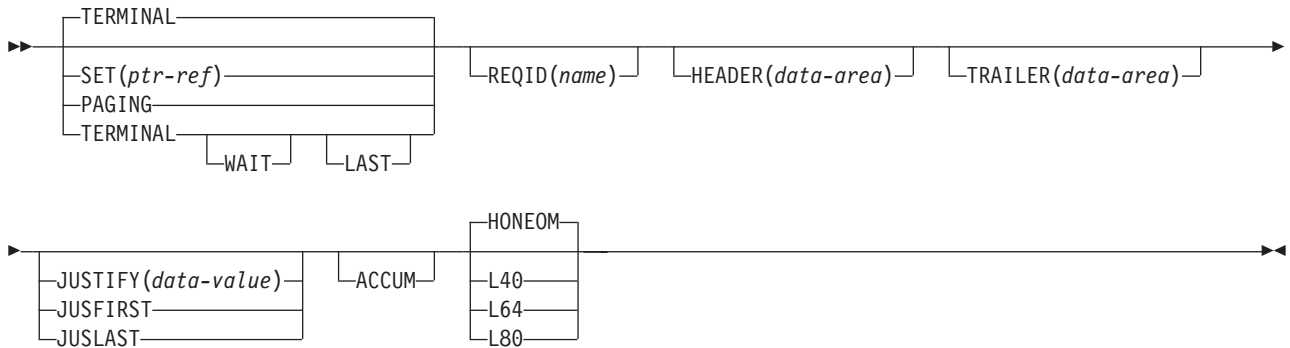 TERMINAL
SET(ptr-ref) REQID(name) HEADER(data-area) TRAILER(data-area)
PAGING
TERMINAL
WAIT LAST
HONEOM
JUSTIFY(data-value) ACCUM L40
JUSFIRST L64
JUSLAST L80